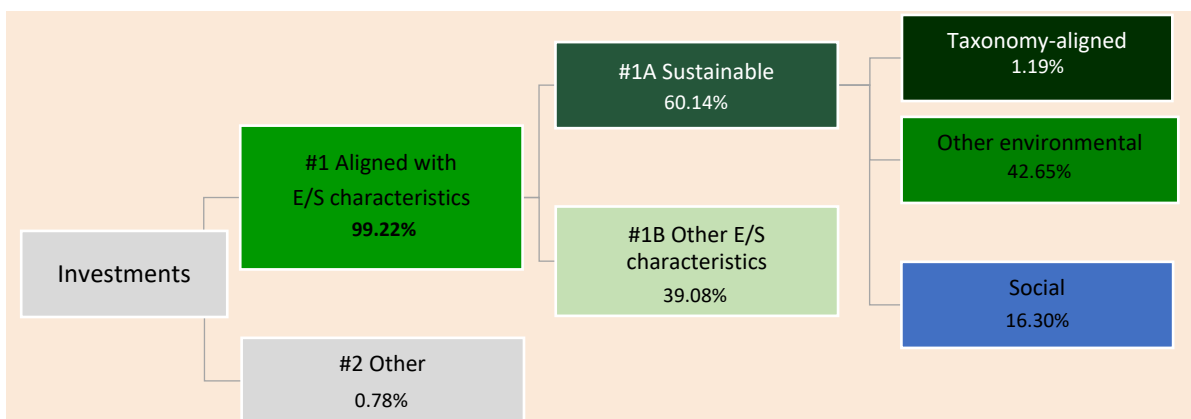 Investments
#1 Aligned with
E/S characteristics
99.22%
#2 Other
0.78%
#1A Sustainable
60.14%
#1B Other E/S
characteristics
39.08%
Taxonomy-aligned
1.19%
Other environmental
42.65%
Social
16.30%